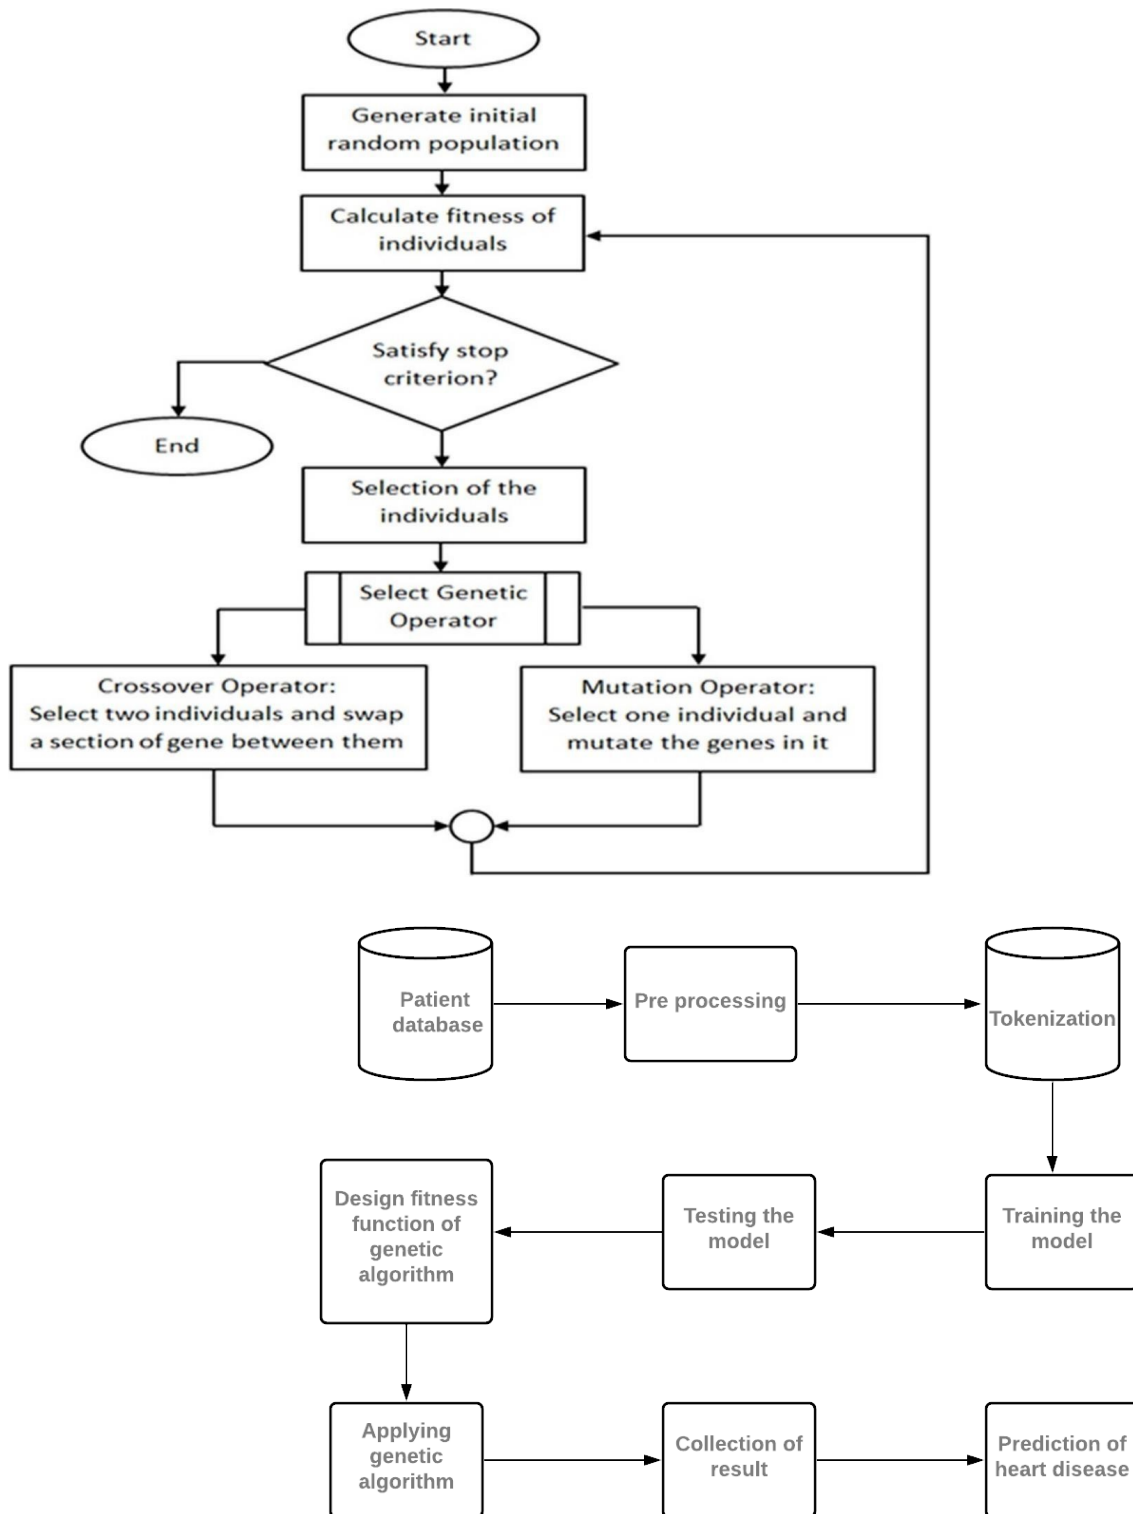 Start
Generate initial
random population
Calculate fitness of
individuals
Satisfy stop
criterion?
End
Selection of the
individuals
Select Genetic
Operator
Crossover Operator:
Select two individuals and swap
a section of gene between them
Mutation Operator:
Select one individual and
mutate the genes in it
Patient
database
Pre processing
Tokenization
Training the
model
Testing the
model
Design fitness
function of
genetic
algorithm
Applying
genetic
algorithm
Collection of
result
Prediction of
heart disease